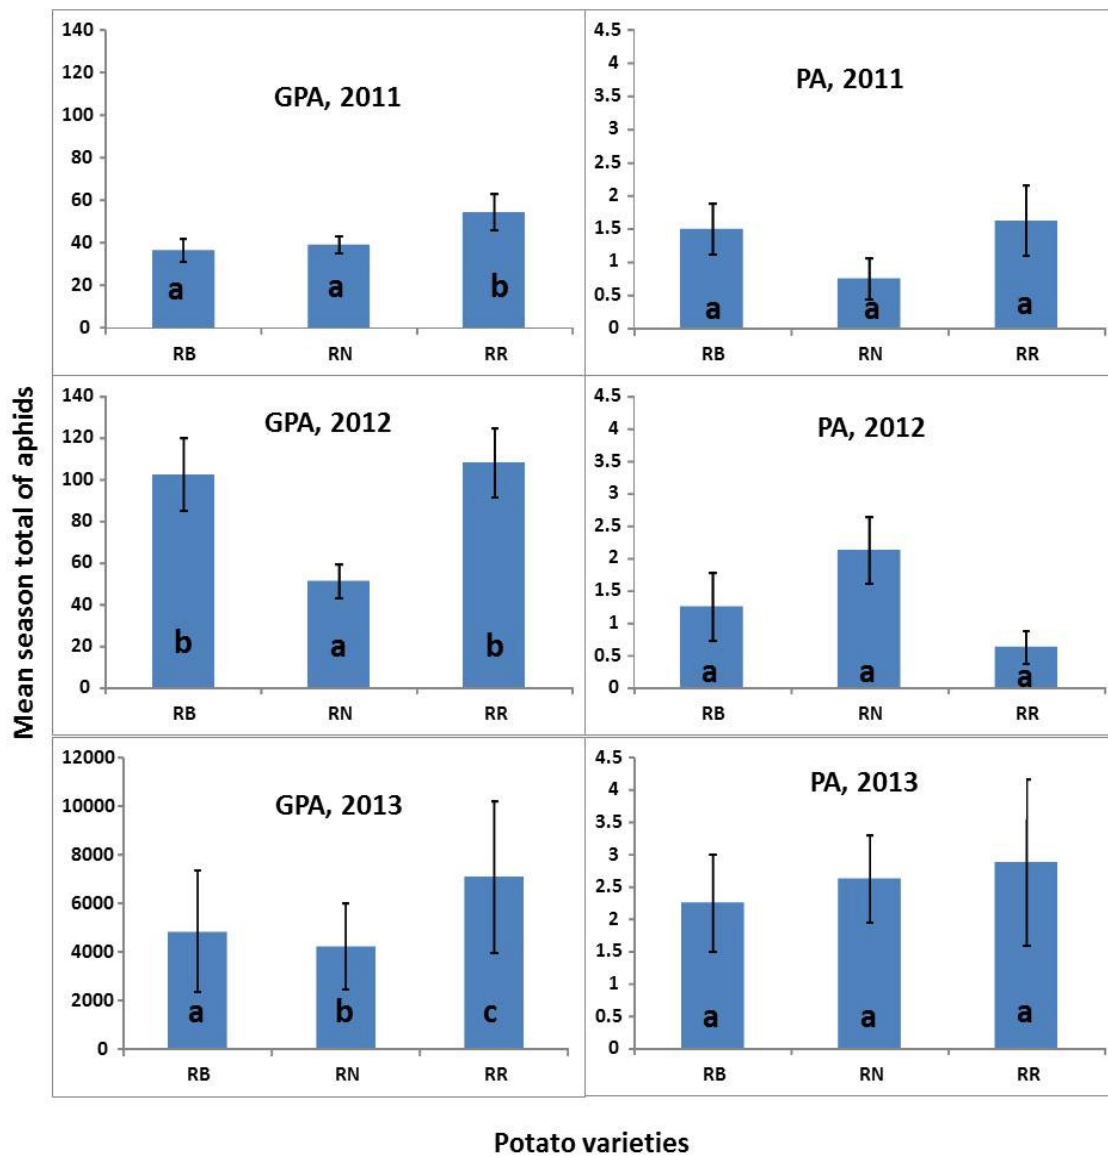 Mean season total of aphids
GPA, 2011
140
120
100
80
60
40
20
0
a
a
b
RB RN RR
PA, 2011
4.5
4
3.5
3
2.5
2
1.5
1
0.5
0
a
a
a
RB RN RR
GPA, 2012
140
120
100
80
60
40
20
0
b
a
b
RB RN RR
PA, 2012
4.5
4
3.5
3
2.5
2
1.5
1
0.5
0
a
a
a
RB RN RR
GPA, 2013
12000
10000
8000
6000
4000
2000
0
a
b
c
RB RN RR
PA, 2013
4.5
4
3.5
3
2.5
2
1.5
1
0.5
0
a
a
a
RB RN RR
Potato varieties